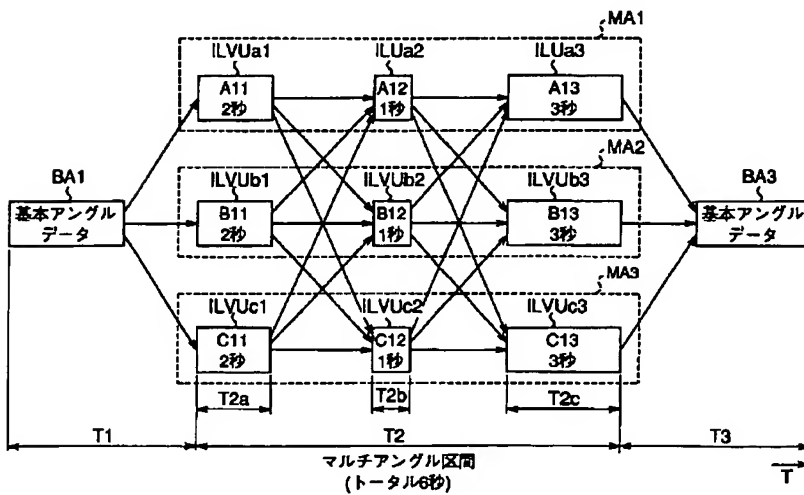 MA1
ILVUa1
ILUa2
ILUa3
A11
2秒
A12
1秒
A13
3秒
MA2
BA1
ILVUb1
ILVUb2
ILVUb3
BA3
基本アングル
データ
B11
2秒
B12
1秒
B13
3秒
基本アングル
データ
MA3
ILVUc1
ILVUc2
ILVUc3
C11
2秒
C12
1秒
C13
3秒
T2a
T2b
T2c
T1
T2
T3
マルチアングル区間
(トータル6秒)
T